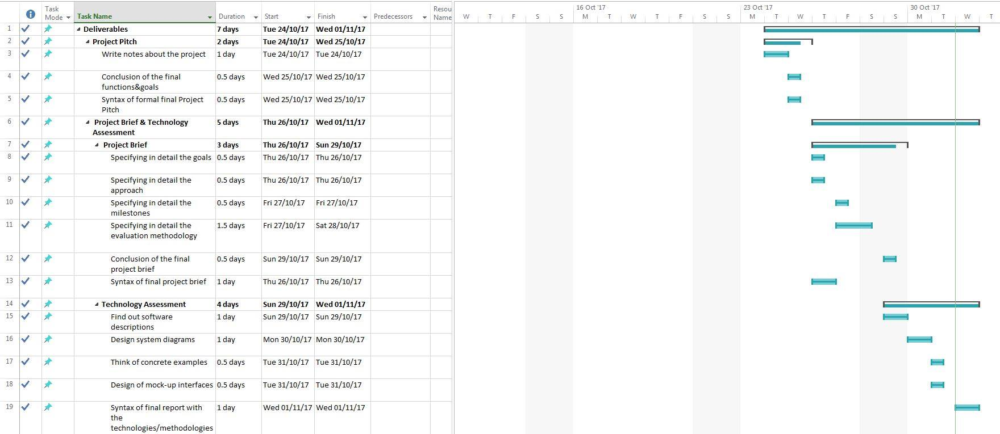 16 Oct '17 23 Oct '17 30 Oct '17
Task Mode Task Name Duration Start Finish Predecessors Resou Name
W T F S S M T W T F S S M T W T F S S M T W T
1 Deliverables 7 days Tue 24/10/17 Wed 01/11/17
2 Project Pitch 2 days Tue 24/10/17 Wed 25/10/17
3 Write notes about the project 1 day Tue 24/10/17 Tue 24/10/17
4 Conclusion of the final 0.5 days Wed 25/10/17 Wed 25/10/17
functions&goals
5 Syntax of formal final Project 0.5 days Wed 25/10/17 Wed 25/10/17
Pitch
6 Project Brief & Technology 5 days Thu 26/10/17 Wed 01/11/17
Assessment
7 Project Brief 3 days Thu 26/10/17 Sun 29/10/17
8 Specifying in detail the goals 0.5 days Thu 26/10/17 Thu 26/10/17
9 Specifying in detail the 0.5 days Thu 26/10/17 Thu 26/10/17
approach
10 Specifying in detail the 0.5 days Fri 27/10/17 Fri 27/10/17
milestones
11 Specifying in detail the 1.5 days Fri 27/10/17 Sat 28/10/17
evaluation methodology
12 Conclusion of the final 0.5 days Sun 29/10/17 Sun 29/10/17
project brief
13 Syntax of final project brief 1 day Thu 26/10/17 Thu 26/10/17
14 Technology Assessment 4 days Sun 29/10/17 Wed 01/11/17
15 Find out software 1 day Sun 29/10/17 Sun 29/10/17
descriptions
16 Design system diagrams 1 day Mon 30/10/17 Mon 30/10/17
17 Think of concrete examples 0.5 days Tue 31/10/17 Tue 31/10/17
18 Design of mock-up interfaces 0.5 days Tue 31/10/17 Tue 31/10/17
19 Syntax of final report with 1 day Wed 01/11/17 Wed 01/11/17
the
technologies/methodologies